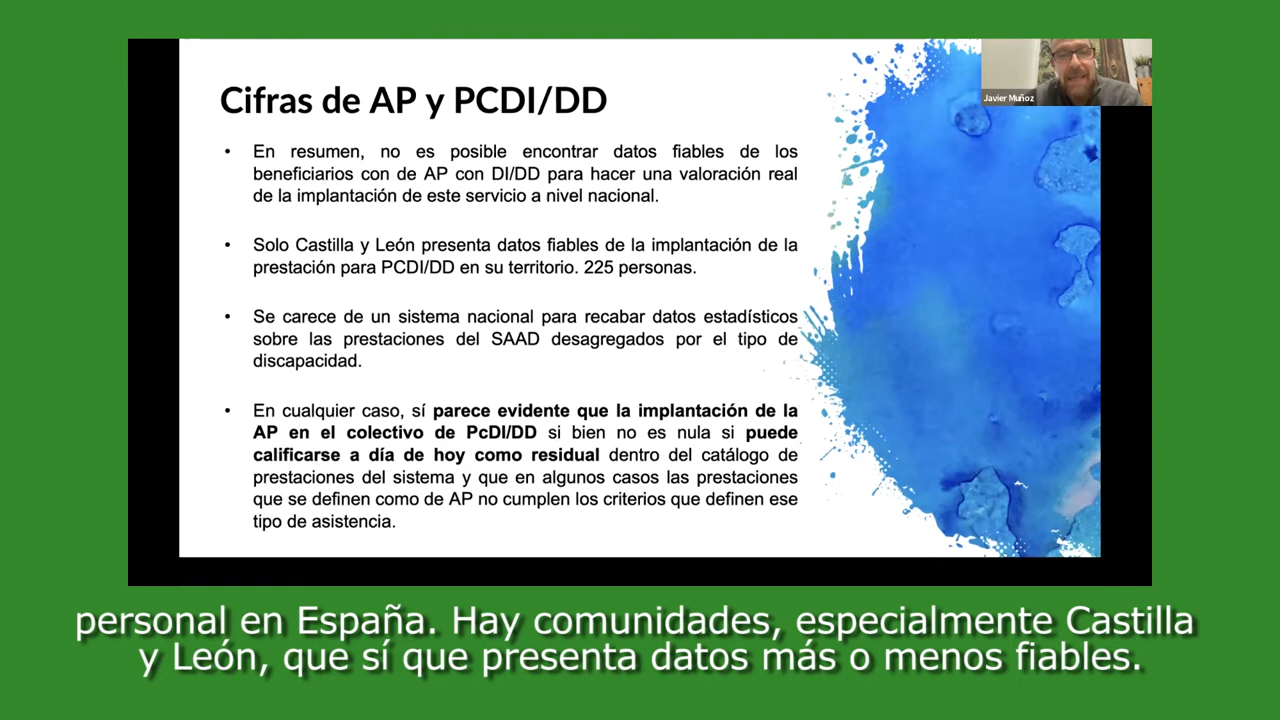 Cifras de AP y PCDI/DD
Javier Muñoz
• En resumen, no es posible encontrar datos fiables de los
beneficiarios con de AP con DI/DD para hacer una valoración real
de la implantación de este servicio a nivel nacional.
• Solo Castilla y León presenta datos fiables de la implantación de la
prestación para PCDI/DD en su territorio. 225 personas.
• Se carece de un sistema nacional para recabar datos estadísticos
sobre las prestaciones del SAAD desagregados por el tipo de
discapacidad.
• En cualquier caso, sí parece evidente que la implantación de la
AP en el colectivo de PcDI/DD si bien no es nula si puede
calificarse a día de hoy como residual dentro del catálogo de
prestaciones del sistema y que en algunos casos las prestaciones
que se definen como de AP no cumplen los criterios que definen ese
tipo de asistencia.
personal en España. Hay comunidades, especialmente Castilla
y León, que sí que presenta datos más o menos fiables.